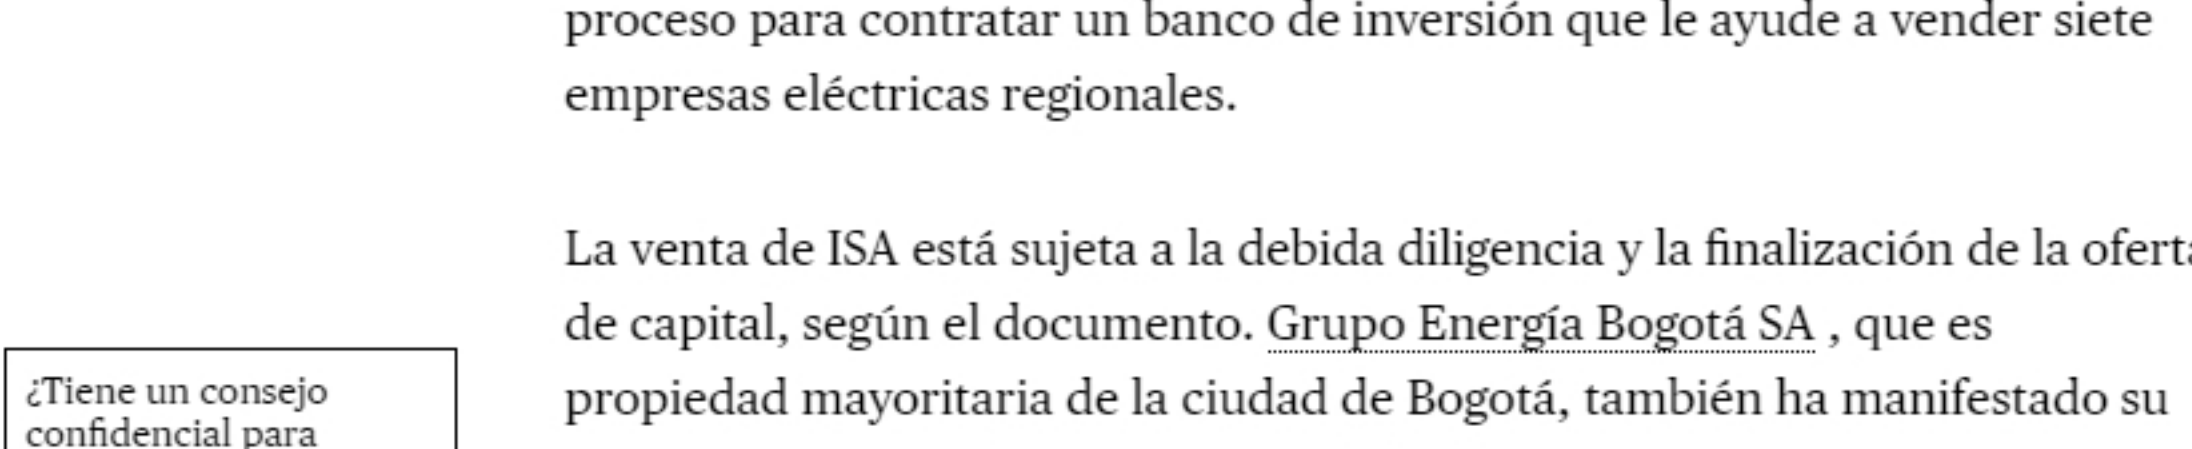 proceso para contratar un banco de inversión que le ayude a vender siete
empresas eléctricas regionales.
La venta de ISA está sujeta a la debida diligencia y la finalización de la oferta
de capital, según el documento. Grupo Energía Bogotá SA , que es
propiedad mayoritaria de la ciudad de Bogotá, también ha manifestado su
¿Tiene un consejo
confidencial para